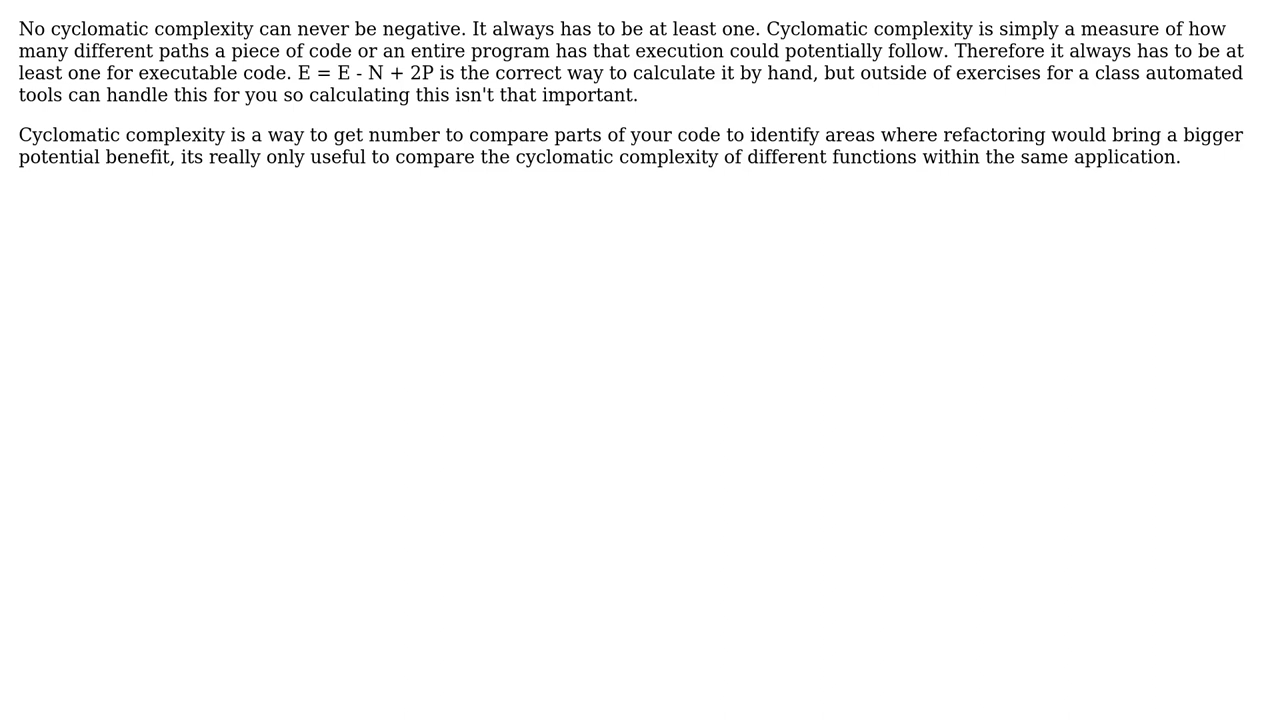 No cyclomatic complexity can never be negative. It always has to be at least one. Cyclomatic complexity is simply a measure of how
many different paths a piece of code or an entire program has that execution could potentially follow. Therefore it always has to be at
least one for executable code. E = E - N + 2P is the correct way to calculate it by hand, but outside of exercises for a class automated
tools can handle this for you so calculating this isn't that important.
Cyclomatic complexity is a way to get number to compare parts of your code to identify areas where refactoring would bring a bigger
potential benefit, its really only useful to compare the cyclomatic complexity of different functions within the same application.